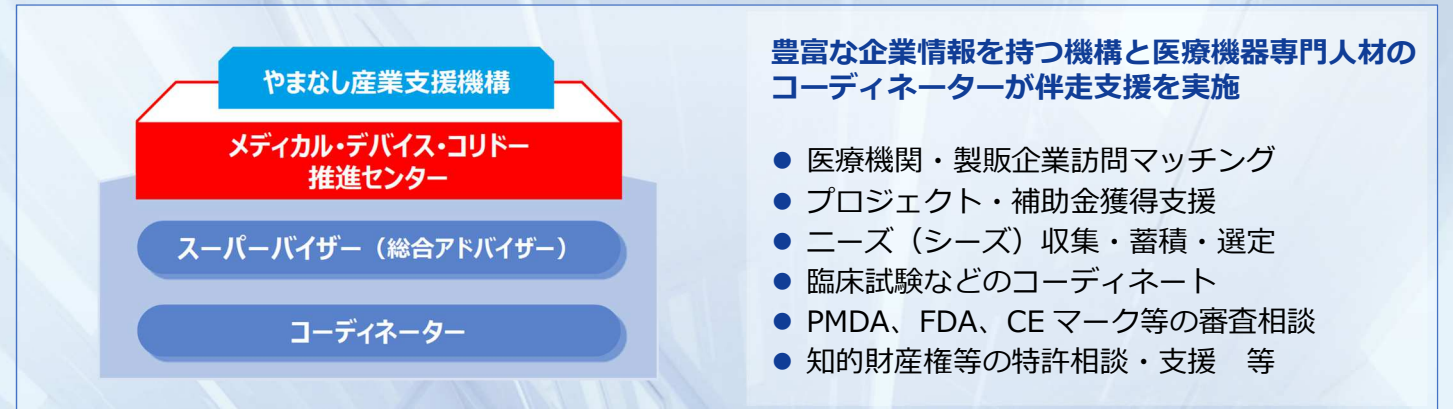 やまなし産業支援機構
メディカル・デバイス・コリドー
推進センター
スーパーバイザー（総合アドバイザー）
コーディネーター
豊富な企業情報を持つ機構と医療機器専門人材の
コーディネーターが伴走支援を実施
● 医療機関・製販企業訪問マッチング
● プロジェクト・補助金獲得支援
● ニーズ（シーズ）収集・蓄積・選定
● 臨床試験などのコーディネート
● PMDA、FDA、CE マーク等の審査相談
● 知的財産権等の特許相談・支援　等